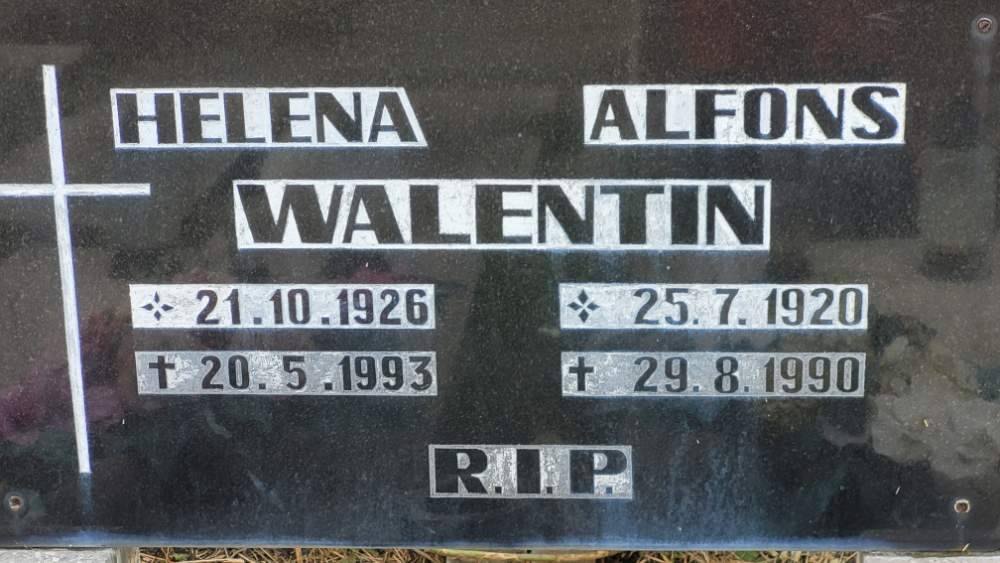 HELENA ALFONS
WALENTIN
21.10.1926 25.7.1920
† 20.5.1993 † 29.8.1990
R.I.P.